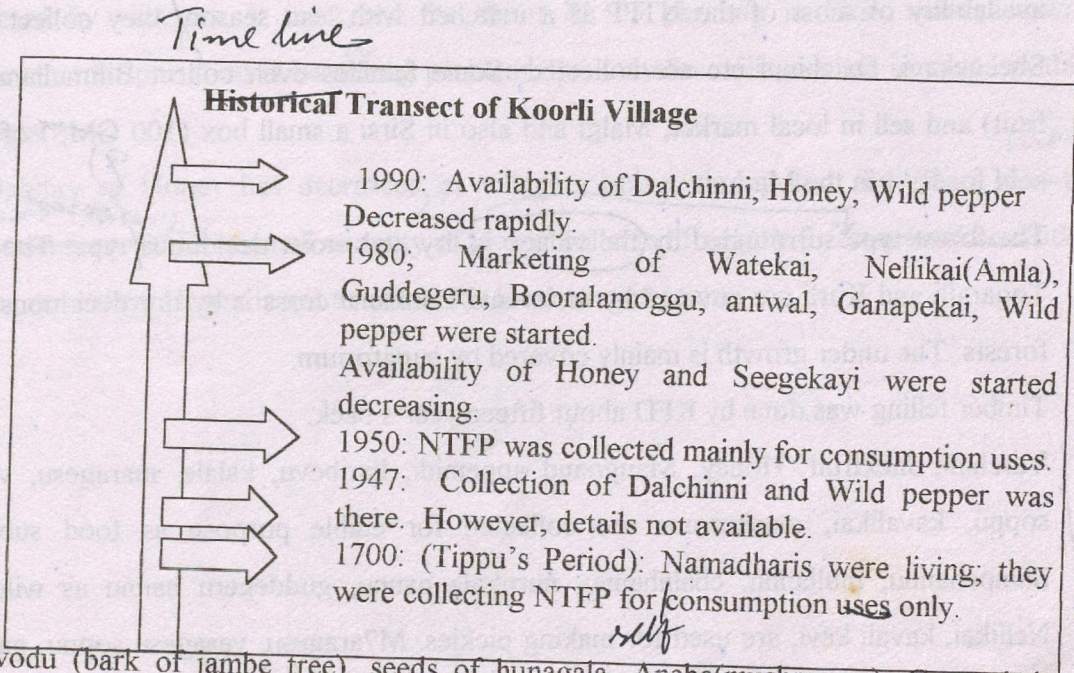 Time line
Historical Transect of Koorli Village
1990: Availability of Dalchinni, Honey, Wild pepper
Decreased rapidly.
1980; Marketing of Watekai, Nellikai(Amla),
Guddegeru, Bobralamoggu, antwal, Ganapekai, Wild
pepper were started.
Availability of Honey and Seegekayi were started
decreasing.
1950: NTFP was collected mainly for consumption uses.
1947: Collection of Dalchinni and Wild pepper was
there. However, details not available.
1700: (Tippu's Period): Namadharis were living; they
were collecting NTFP for consumption uses only.
self
vodu (bark of jambe tree), seeds of hunagala,